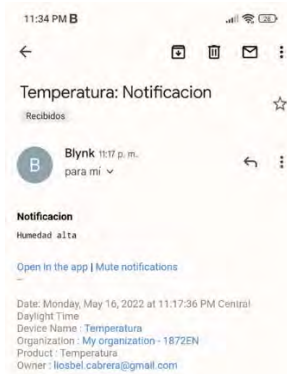 11:34 PM B
28
Temperatura: Notificacion
Recibidos
B
Blynk 11:17 p. m.
para mí
Notificacion
Humedad alta
Open in the app | Mute notifications
--
Date: Monday, May 16, 2022 at 11:17:36 PM Central
Daylight Time
Device Name : Temperatura
Organization : My organization - 1872EN
Product : Temperatura
Owner : liosbel.cabrera@gmail.com